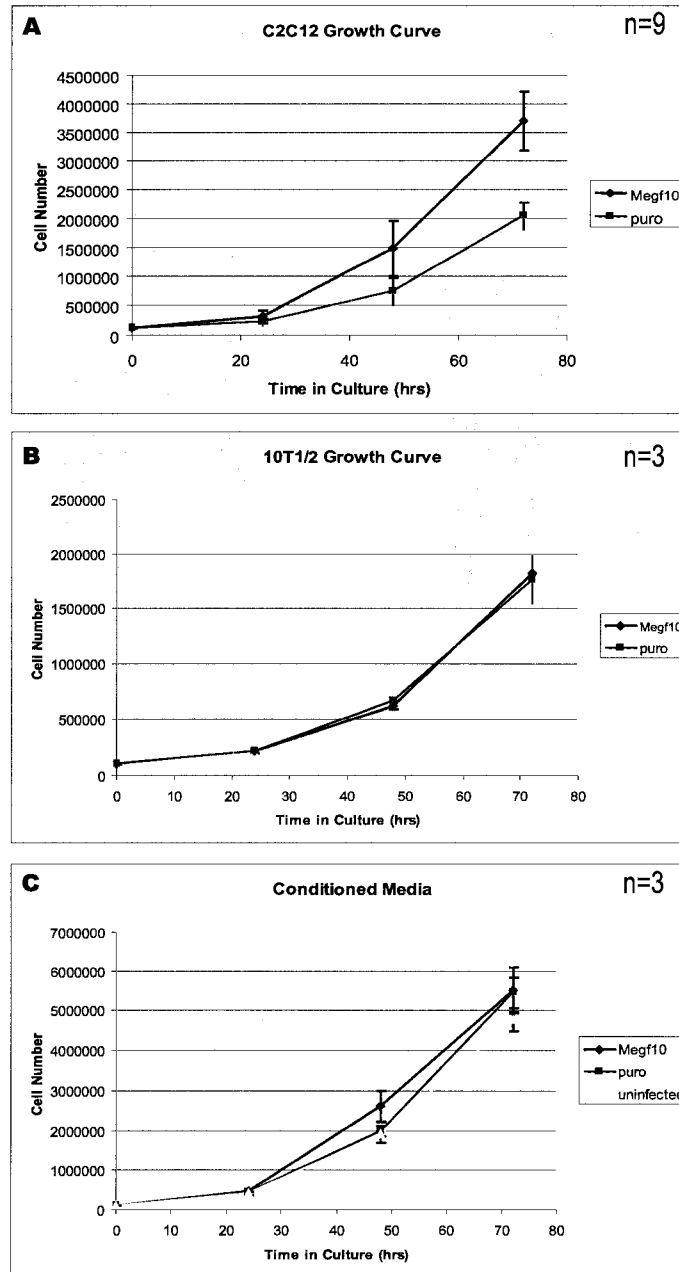 A
C2C12 Growth Curve
n=9
4500000
4000000
3500000
3000000
2500000
2000000
1500000
1000000
500000
0
Cell Number
0 20 40 60 80
Time in Culture (hrs)
Megf10
puro
B
10T1/2 Growth Curve
n=3
2500000
2000000
1500000
1000000
500000
0
Cell Number
0 10 20 30 40 50 60 70 80
Time in Culture (hrs)
Megf10
puro
C
Conditioned Media
n=3
7000000
6000000
5000000
4000000
3000000
2000000
1000000
0
Cell Number
0 10 20 30 40 50 60 70 80
Time in Culture (hrs)
Megf10
puro
uninfected